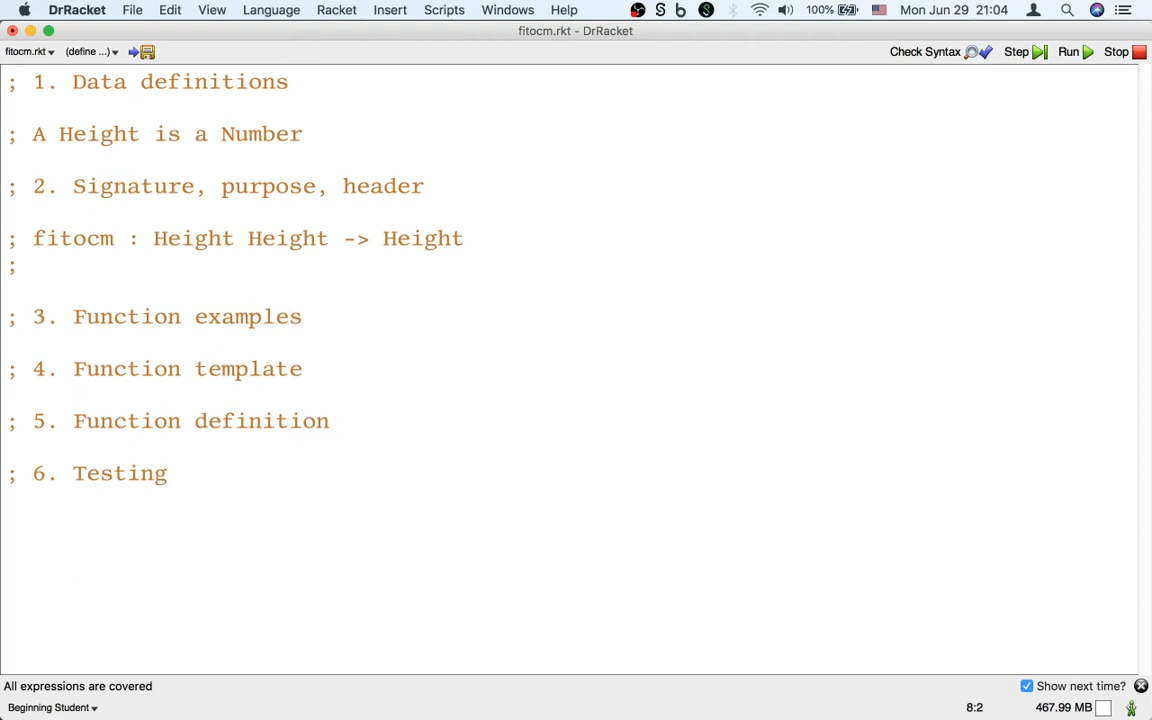 DrRacket File Edit View Language Racket Insert Scripts Windows Help 100% Mon Jun 29 21:04
fitocm.rkt - DrRacket
fitocm.rkt (define ...) Check Syntax Step Run Stop
; 1. Data definitions
; A Height is a Number
; 2. Signature, purpose, header
; fitocm : Height Height -> Height
;
; 3. Function examples
; 4. Function template
; 5. Function definition
; 6. Testing
All expressions are covered Show next time?
Beginning Student 8:2 467.99 MB